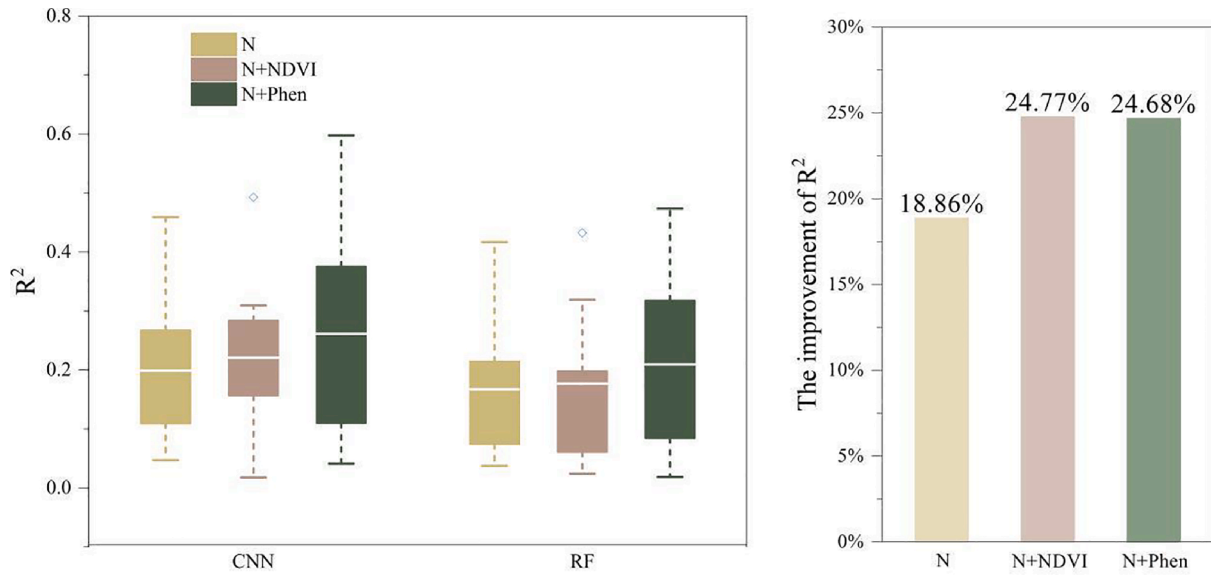 0.8
0.6
0.4
0.2
0.0
R²
N
N+NDVI
N+Phen
CNN
RF
30%
25%
20%
15%
10%
5%
0%
The improvement of R²
18.86%
24.77%
24.68%
N
N+NDVI
N+Phen